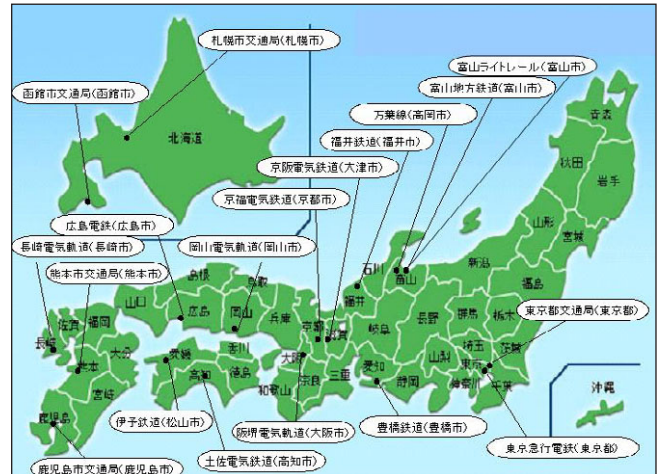 札幌市交通局(札幌市)
函館市交通局(函館市)
北海道
富山ライトレール(富山市)
富山地方鉄道(富山市)
万葉線(高岡市)
福井鉄道(福井市)
京阪電気鉄道(大津市)
京福電気鉄道(京都市)
広島電鉄(広島市)
長崎電気軌道(長崎市)
岡山電気軌道(岡山市)
熊本市交通局(熊本市)
青森
秋田
岩手
山形
宮城
石川
富山
新潟
福島
福井
島根
鳥取
山口
広島
岡山
兵庫
京都
滋賀
岐阜
長野
群馬
栃木
東京都交通局(東京都)
佐賀
福岡
長崎
大分
熊本
愛媛
香川
高知
徳島
大阪
奈良
三重
和歌山
愛知
静岡
山梨
埼玉
茨城
東京
神奈川
千葉
宮崎
鹿児島
沖縄
伊予鉄道(松山市)
阪堺電気軌道(大阪市)
豊橋鉄道(豊橋市)
土佐電気鉄道(高知市)
東京急行電鉄(東京都)
鹿児島市交通局(鹿児島市)